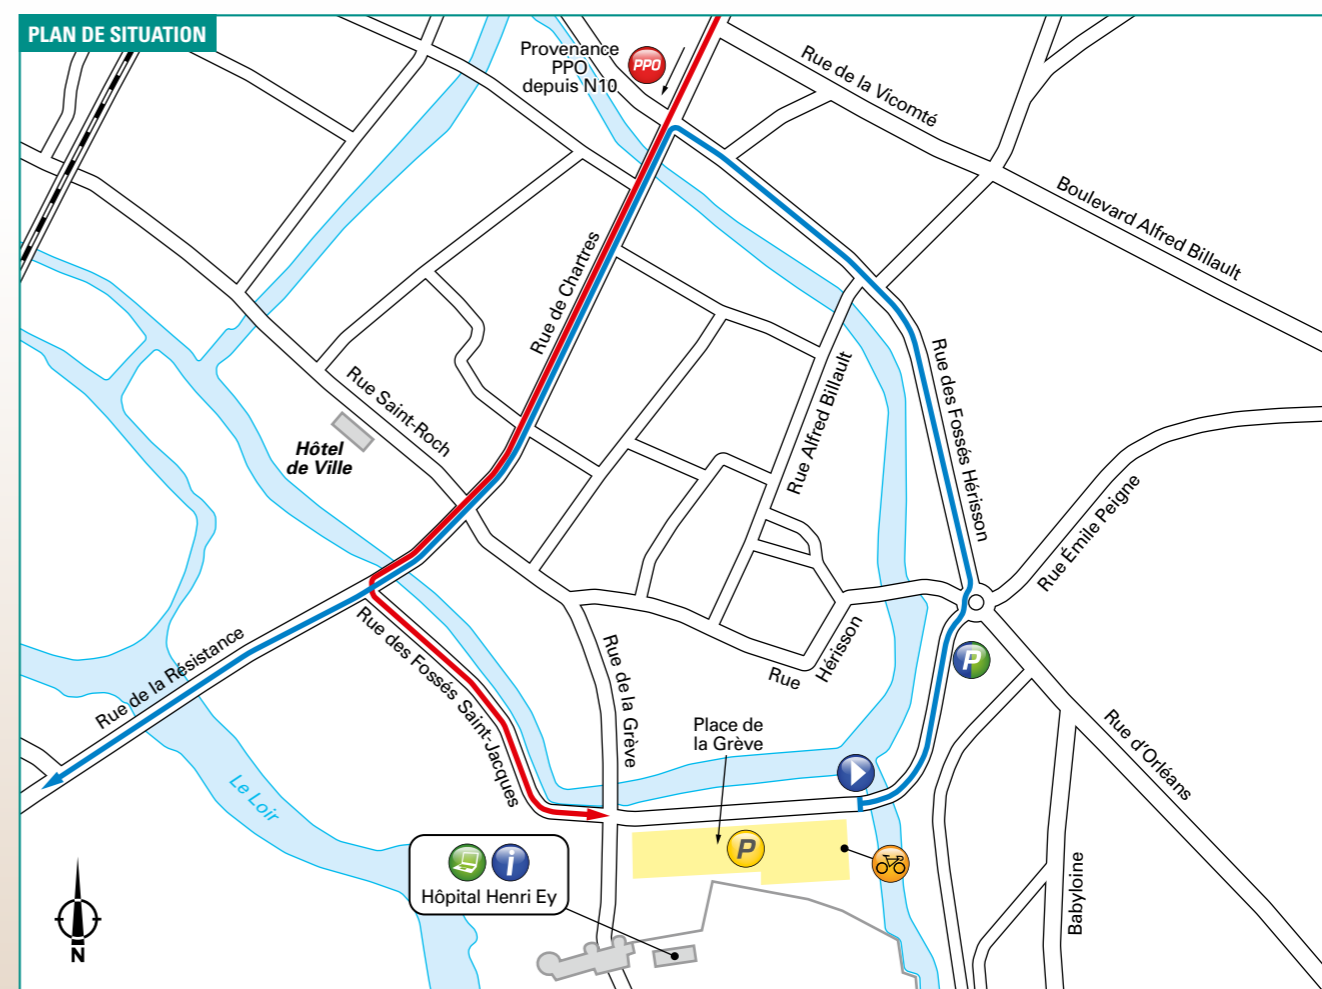 PLAN DE SITUATION
Provenance
PPO
depuis N10
PPO
Rue de la Vicomté
Boulevard Alfred Billault
Rue de Chartres
Rue Saint-Roch
Hôtel
de Ville
Rue Alfred Billault
Rue des Fossés Hérisson
Rue Émile Peigne
Rue de la Résistance
Rue des Fossés Saint-Jacques
Rue de la Grève
Rue
Hérisson
P
Place de
la Grève
Rue d'Orléans
Le Loir
P
i
Hôpital Henri Ey
Babyloine
N